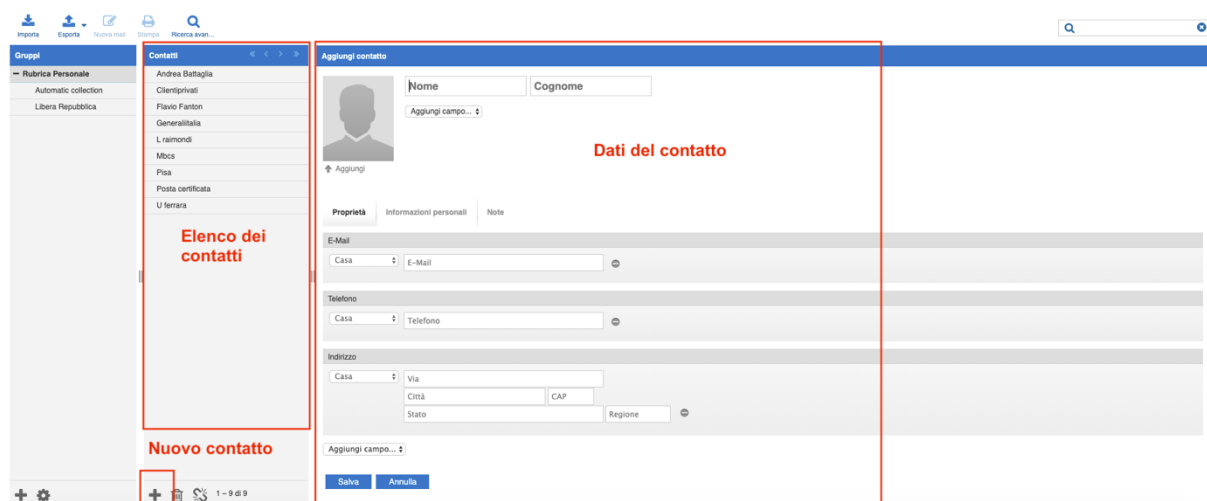 Importa Esporta Nuova mail Stampa Ricerca avan...
Gruppi
Rubrica Personale
Automatic collection
Libera Repubblica
Contatti
Andrea Battaglia
Clientiprivati
Flavio Fanton
Generaliitalia
L raimondi
Mbcs
Pisa
Posta certificata
U ferrara
Elenco dei
contatti
Nuovo contatto
1 – 9 di 9
Aggiungi contatto
Nome Cognome
Aggiungi campo...
Dati del contatto
Aggiungi
Proprietà Informazioni personali Note
E-Mail
Casa E-Mail
Telefono
Casa Telefono
Indirizzo
Casa Via
Città CAP
Stato Regione
Aggiungi campo...
Salva Annulla